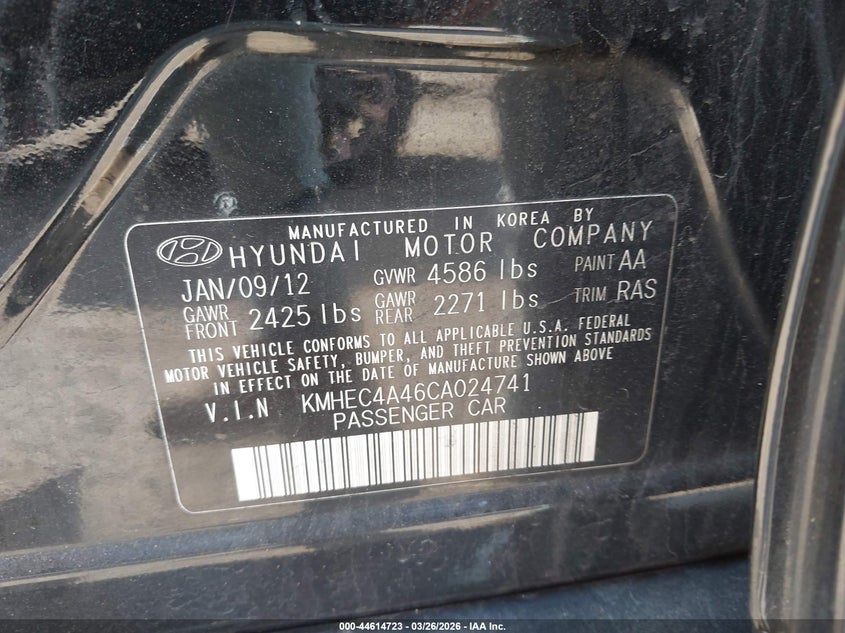 MANUFACTURED IN KOREA BY
HYUNDAI MOTOR COMPANY
JAN/09/12 GVWR 4586 lbs PAINT AA
GAWR FRONT 2425 lbs GAWR REAR 2271 lbs TRIM RAS
THIS VEHICLE CONFORMS TO ALL APPLICABLE U.S.A. FEDERAL
MOTOR VEHICLE SAFETY, BUMPER, AND THEFT PREVENTION STANDARDS
IN EFFECT ON THE DATE OF MANUFACTURE SHOWN ABOVE
V.I.N KMHEC4A46CA024741
PASSENGER CAR
000-44614723 — 03/26/2026 — IAA Inc.